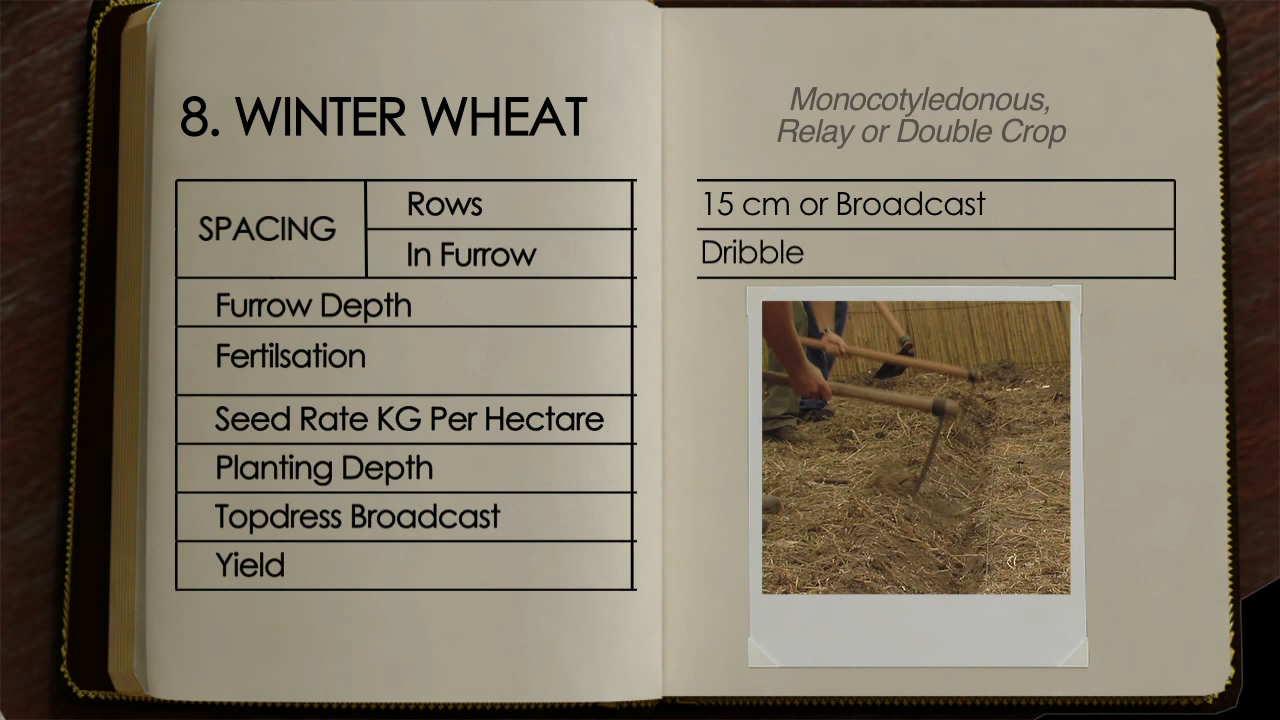 8. WINTER WHEAT
Monocotyledonous,
Relay or Double Crop
SPACING
Rows
15 cm or Broadcast
In Furrow
Dribble
Furrow Depth
Fertilsation
Seed Rate KG Per Hectare
Planting Depth
Topdress Broadcast
Yield